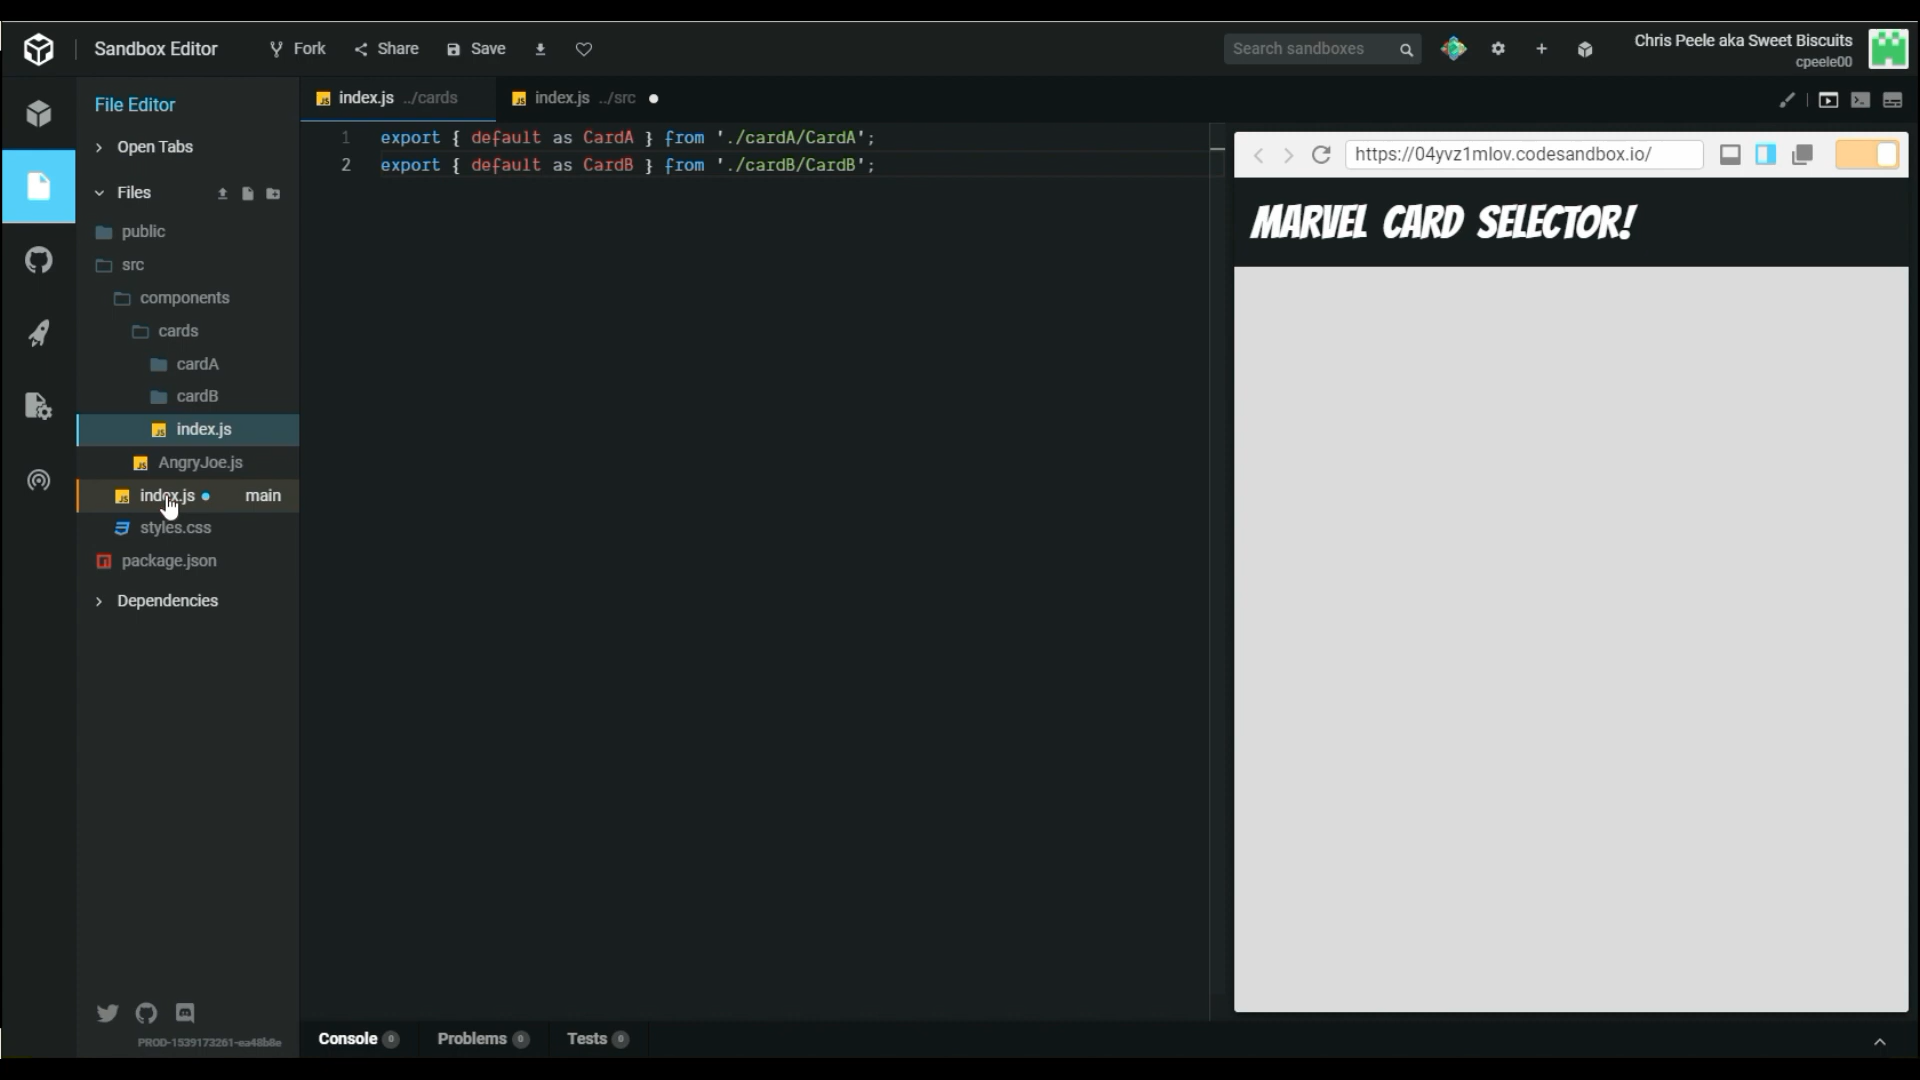 Sandbox Editor
Fork
Share
Save
Search sandboxes
Chris Peele aka Sweet Biscuits
cpeele00
File Editor
Open Tabs
Files
public
src
components
cards
cardA
cardB
index.js
AngryJoe.js
index.js main
styles.css
package.json
Dependencies
PROD-1539173261-ea48b8e
index.js ../cards
index.js ../src
1 export { default as CardA } from './cardA/CardA';
2 export { default as CardB } from './cardB/CardB';
https://04yvz1mlov.codesandbox.io/
MARVEL CARD SELECTOR!
Console 0
Problems 0
Tests 0